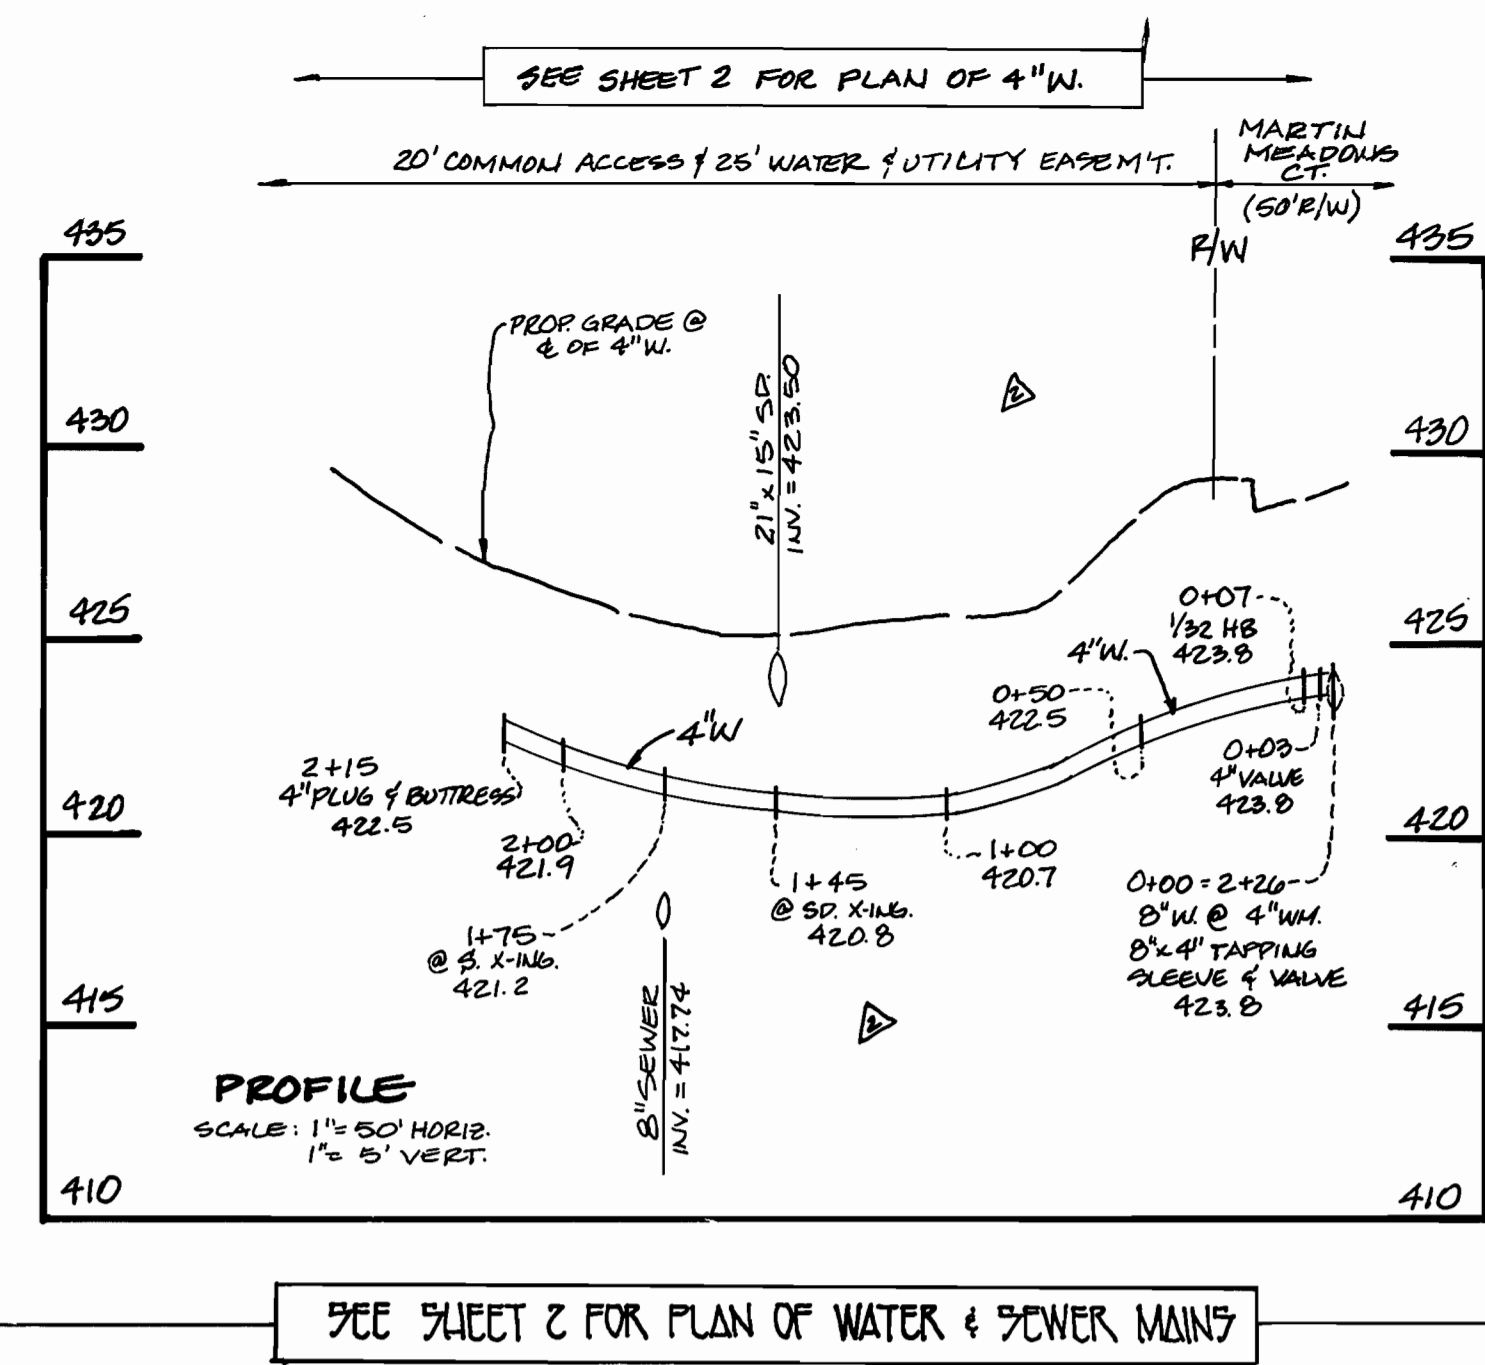 SEE SHEET 2 FOR PLAN OF 4"W.
20' COMMON ACCESS & 25' WATER & UTILITY EASEM'T.
MARTIN
MEADOWS
CT.
(50'R/W)
R/W
435
435
PROP. GRADE @
℄ OF 4"W.
21" x 15" SD.
INV. = 423.50
2
430
430
425
425
0+07
1/32 HB
423.8
4"W.
0+50
422.5
4"W
0+03
4"VALVE
423.8
2+15
4"PLUG & BUTTRESS
422.5
420
420
2+00
421.9
1+00
420.7
1+45
@ SD. X-ING.
420.8
0+00 = 2+26
8"W. @ 4"WM.
8"x4" TAPPING
SLEEVE & VALVE
423.8
1+75
@ S. X-ING.
421.2
415
415
8"SEWER
INV. = 417.74
2
PROFILE
SCALE: 1"= 50' HORIZ.
1"= 5' VERT.
410
410
SEE SHEET 2 FOR PLAN OF WATER & SEWER MAINS